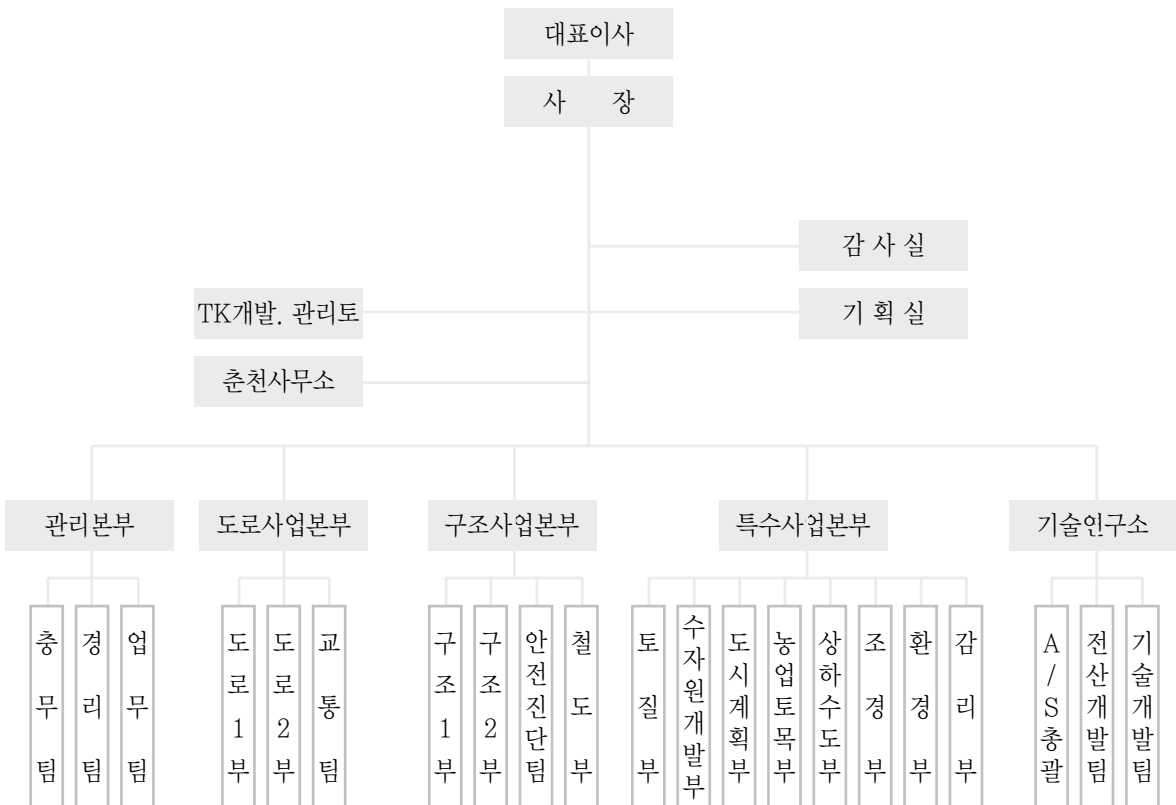 대표이사
사 장
감 사 실
TK개발. 관리토
기 획 실
춘천사무소
관리본부
도로사업본부
구조사업본부
특수사업본부
기술연구소
충무팀
경리팀
업무팀
도로1부
도로2부
교통팀
구조1부
구조2부
안전진단팀
철도부
토질부
수자원개발부
도시계획부
농업토목부
상하수도부
조경부
환경부
감리부
A/S총괄
전산개발팀
기술개발팀